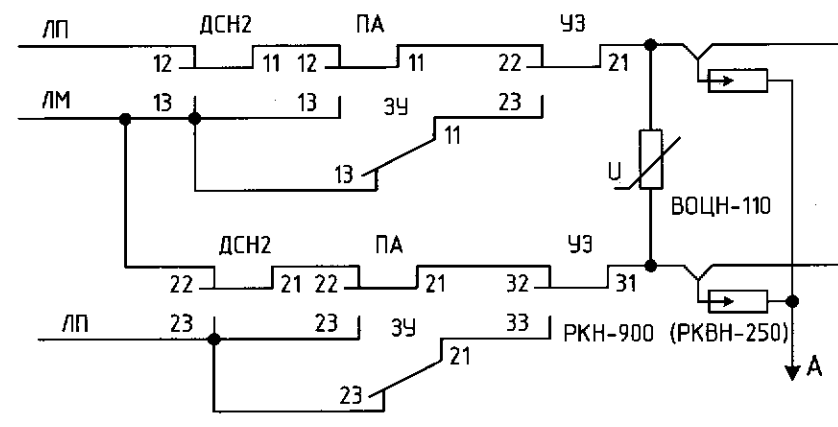 ЛП ДСН2 ПА УЗ
12 11 12 11 22 21
ЛМ 13 13 ЗУ 23
11
13
U
ВОЦН-110
ДСН2 ПА УЗ
22 21 22 21 32 31
ЛП 23 23 ЗУ 33 РКН-900 (РКВН-250)
21 А
23